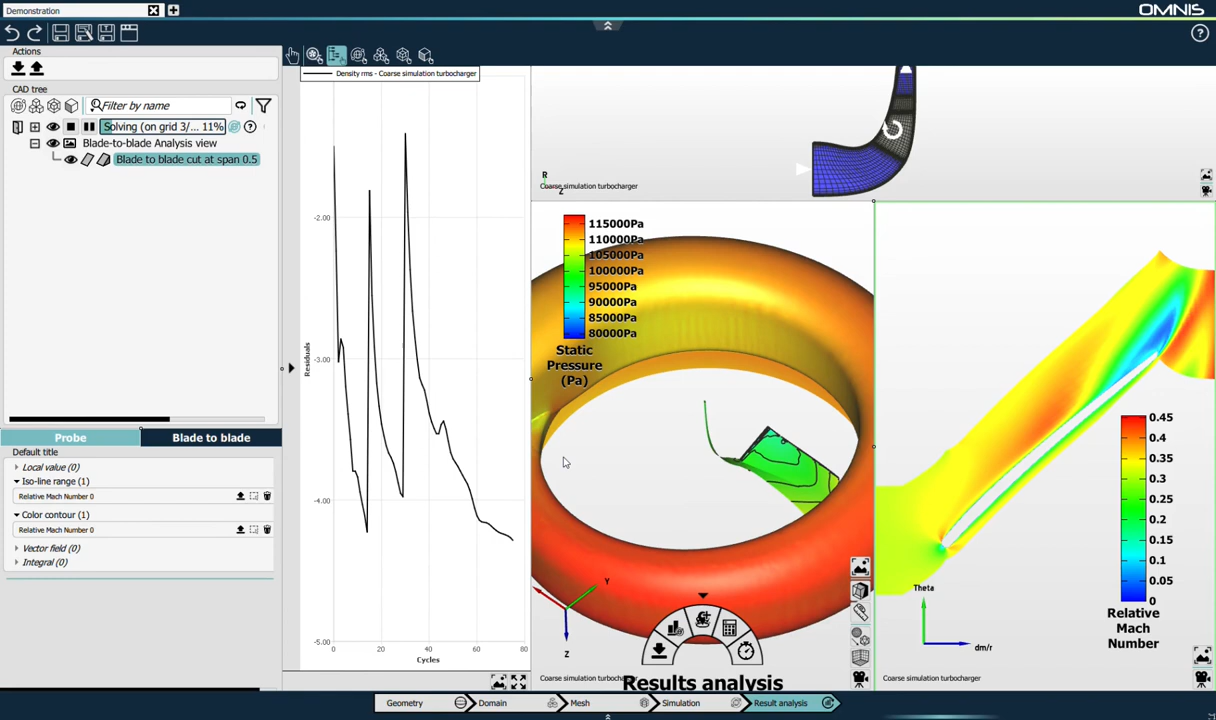 Demonstration
OMNIS
Actions
CAD tree
Filter by name
Solving (on grid 3/... 11%
Blade-to-blade Analysis view
Blade to blade cut at span 0.5
Probe
Blade to blade
Default title
Local value (0)
Iso-line range (1)
Relative Mach Number 0
Color contour (1)
Relative Mach Number 0
Vector field (0)
Integral (0)
Density rms - Coarse simulation turbocharger
-2.00
-3.00
-4.00
-5.00
Residuals
0
20
40
60
80
Cycles
R
Z
Coarse simulation turbocharger
115000Pa
110000Pa
105000Pa
100000Pa
95000Pa
90000Pa
85000Pa
80000Pa
Static
Pressure
(Pa)
Y
Z
Coarse simulation turbocharger
Results analysis
0.45
0.4
0.35
0.3
0.25
0.2
0.15
0.1
0.05
0
Relative
Mach
Number
Theta
dm/r
Coarse simulation turbocharger
Geometry
Domain
Mesh
Simulation
Result analysis